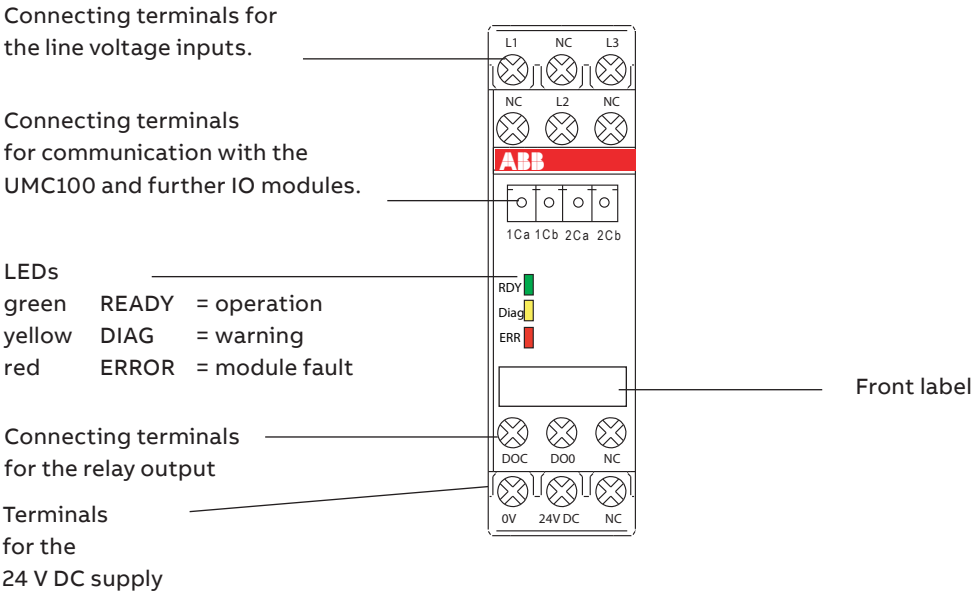 Connecting terminals for
the line voltage inputs.
Connecting terminals
for communication with the
UMC100 and further IO modules.
LEDs
green READY = operation
yellow DIAG = warning
red ERROR = module fault
Connecting terminals
for the relay output
Terminals
for the
24 V DC supply
L1 NC L3
NC L2 NC
ABB
1Ca 1Cb 2Ca 2Cb
RDY
Diag
ERR
DOC DO0 NC
0V 24V DC NC
Front label